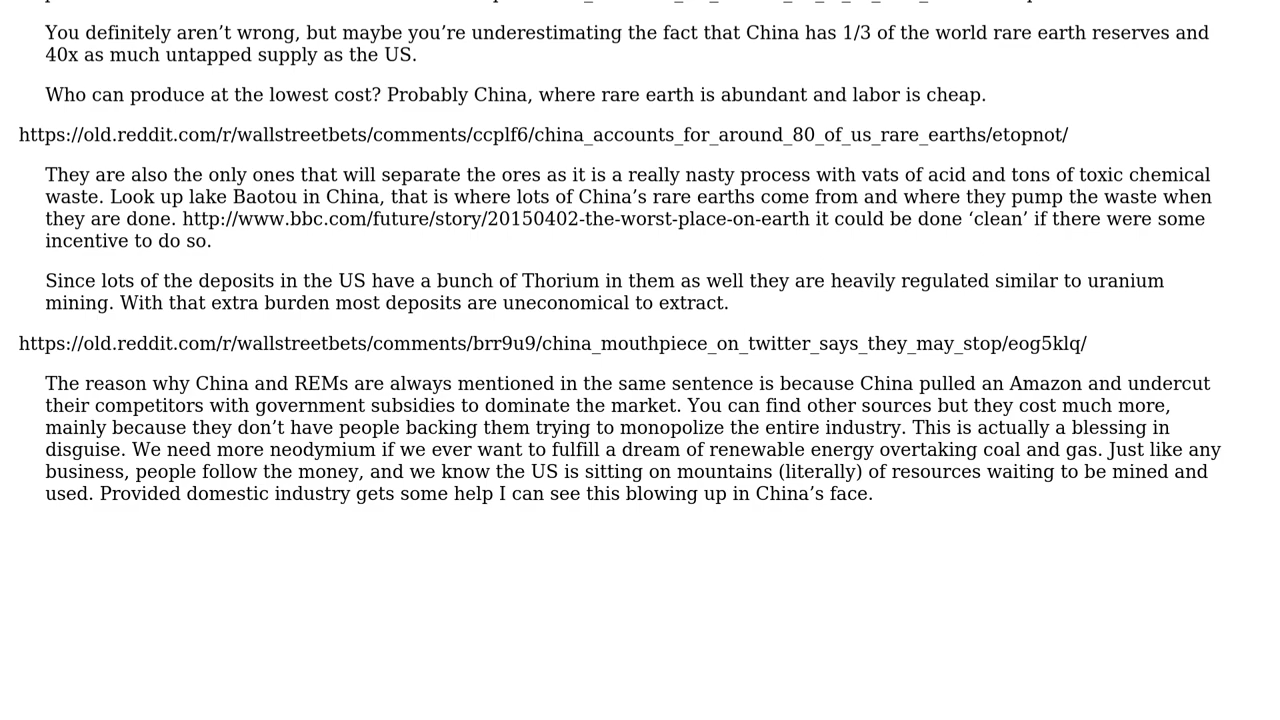 You definitely aren’t wrong, but maybe you’re underestimating the fact that China has 1/3 of the world rare earth reserves and
40x as much untapped supply as the US.
Who can produce at the lowest cost? Probably China, where rare earth is abundant and labor is cheap.
https://old.reddit.com/r/wallstreetbets/comments/ccplf6/china_accounts_for_around_80_of_us_rare_earths/etopnot/
They are also the only ones that will separate the ores as it is a really nasty process with vats of acid and tons of toxic chemical
waste. Look up lake Baotou in China, that is where lots of China’s rare earths come from and where they pump the waste when
they are done. http://www.bbc.com/future/story/20150402-the-worst-place-on-earth it could be done ‘clean’ if there were some
incentive to do so.
Since lots of the deposits in the US have a bunch of Thorium in them as well they are heavily regulated similar to uranium
mining. With that extra burden most deposits are uneconomical to extract.
https://old.reddit.com/r/wallstreetbets/comments/brr9u9/china_mouthpiece_on_twitter_says_they_may_stop/eog5klq/
The reason why China and REMs are always mentioned in the same sentence is because China pulled an Amazon and undercut
their competitors with government subsidies to dominate the market. You can find other sources but they cost much more,
mainly because they don’t have people backing them trying to monopolize the entire industry. This is actually a blessing in
disguise. We need more neodymium if we ever want to fulfill a dream of renewable energy overtaking coal and gas. Just like any
business, people follow the money, and we know the US is sitting on mountains (literally) of resources waiting to be mined and
used. Provided domestic industry gets some help I can see this blowing up in China’s face.